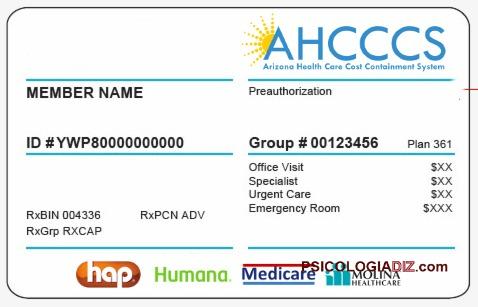 AHCCCS
Arizona Health Care Cost Containment System
MEMBER NAME
Preauthorization
ID #YWP80000000000
Group # 00123456 Plan 361
Office Visit $XX
Specialist $XX
Urgent Care $XX
Emergency Room $XXX
RxBIN 004336 RxPCN ADV
RxGrp RXCAP
hap Humana. Medicare MOLINA HEALTHCARE
PSICOLOGIADIZ.com